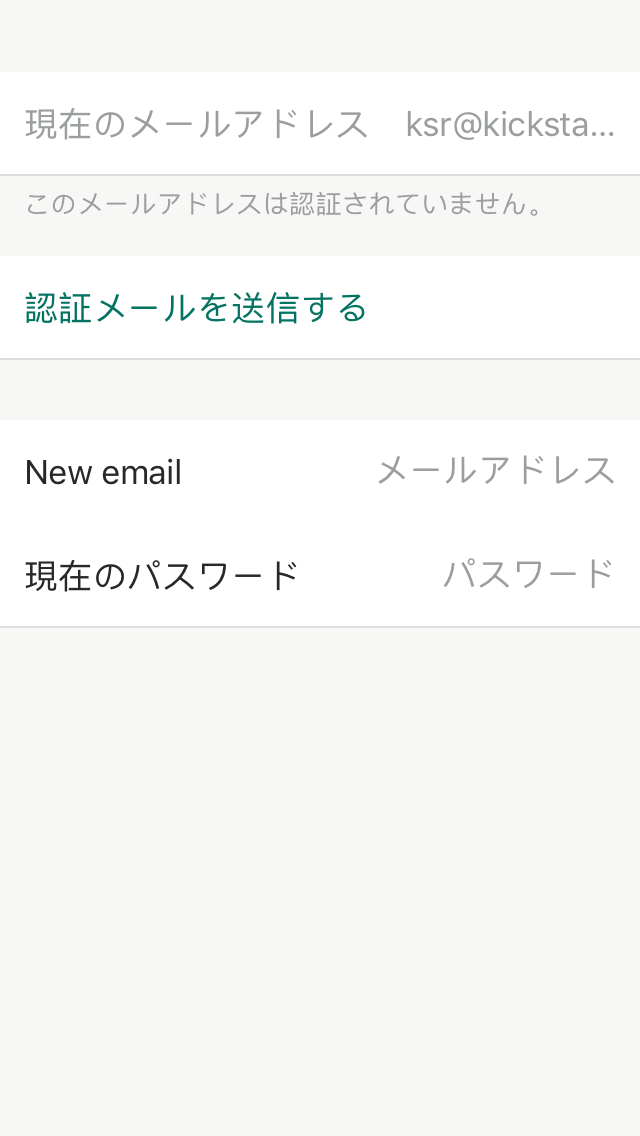 現在のメールアドレス ksr@kicksta...
このメールアドレスは認証されていません。
認証メールを送信する
New email メールアドレス
現在のパスワード パスワード